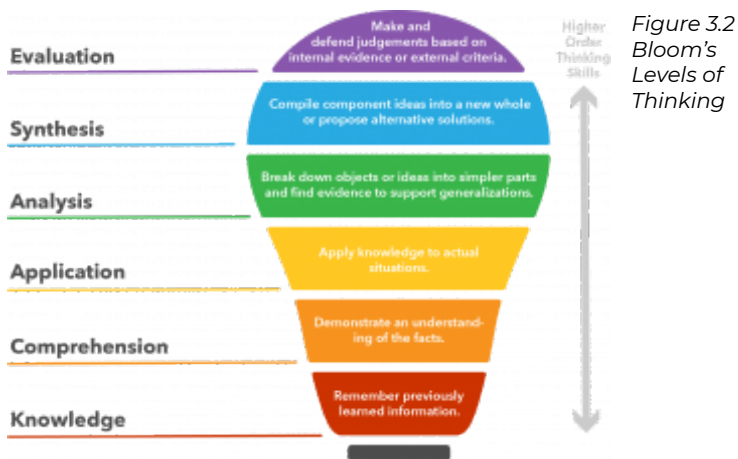 Evaluation
Make and
defend judgements based on
internal evidence or external criteria.
Higher
Order
Thinking
Skills
Figure 3.2
Bloom's
Levels of
Thinking
Synthesis
Compile component ideas into a new whole
or propose alternative solutions.
Analysis
Break down objects or ideas into simpler parts
and find evidence to support generalizations.
Application
Apply knowledge to actual
situations.
Comprehension
Demonstrate an understand-
ing of the facts.
Knowledge
Remember previously
learned information.